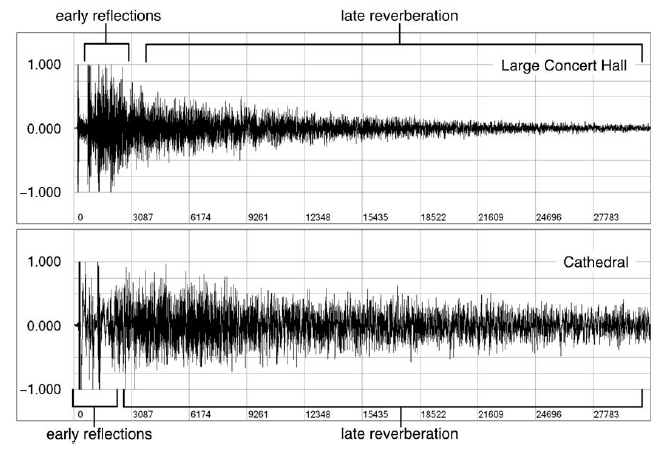 early reflections late reverberation
1.000 Large Concert Hall
0.000
−1.000
0 3087 6174 9261 12348 15435 18522 21609 24696 27783
1.000 Cathedral
0.000
−1.000
0 3087 6174 9261 12348 15435 18522 21609 24696 27783
early reflections late reverberation